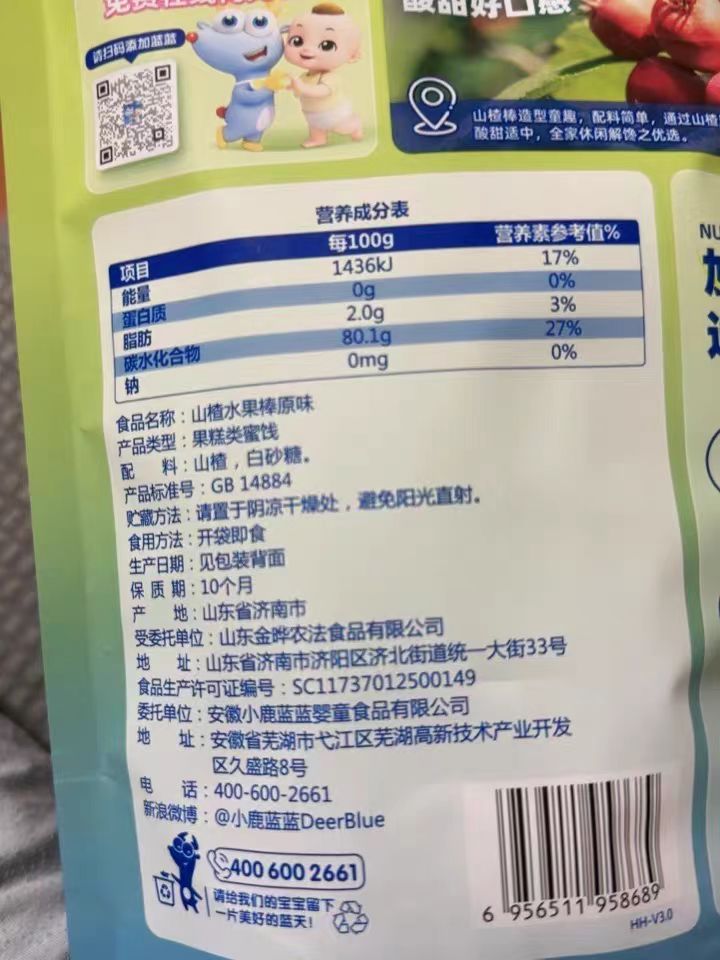 请扫码添加蓝蓝
酸甜好口感
山楂棒造型童趣，配料简单，通过山楂
酸甜适中，全家休闲解馋之优选。
营养成分表
项目 每100g 营养素参考值%
能量 1436kJ 17%
蛋白质 0g 0%
脂肪 2.0g 3%
碳水化合物 80.1g 27%
钠 0mg 0%
NU
食品名称：山楂水果棒原味
产品类型：果糕类蜜饯
配 料：山楂，白砂糖。
产品标准号：GB 14884
贮藏方法：请置于阴凉干燥处，避免阳光直射。
食用方法：开袋即食
生产日期：见包装背面
保 质 期：10个月
产 地：山东省济南市
受委托单位：山东金晔农法食品有限公司
地 址：山东省济南市济阳区济北街道统一大街33号
食品生产许可证编号：SC11737012500149
委托单位：安徽小鹿蓝蓝婴童食品有限公司
地 址：安徽省芜湖市弋江区芜湖高新技术产业开发
区久盛路8号
电 话：400-600-2661
新浪微博：@小鹿蓝蓝DeerBlue
400 600 2661
请给我们的宝宝留下
一片美好的蓝天！
6 956511 958689
HH-V3.0